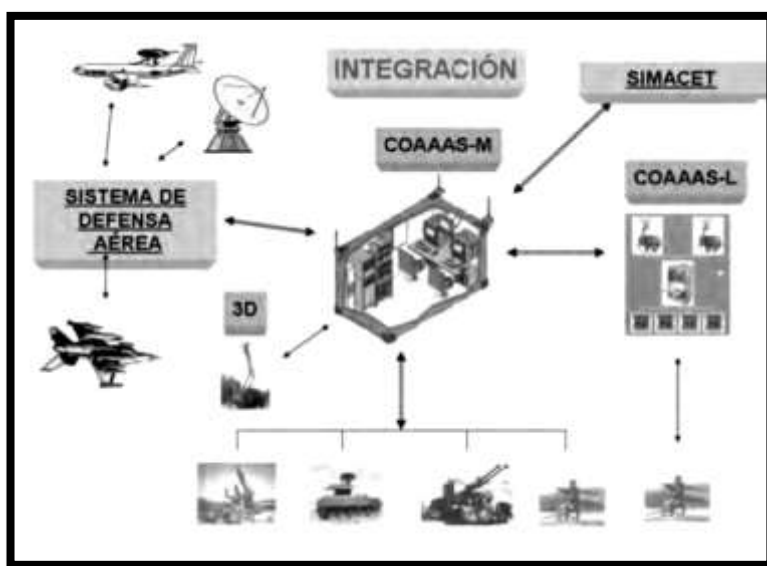 INTEGRACIÓN
SIMACET
COAAAS-M
COAAAS-L
SISTEMA DE
DEFENSA
AÉREA
3D